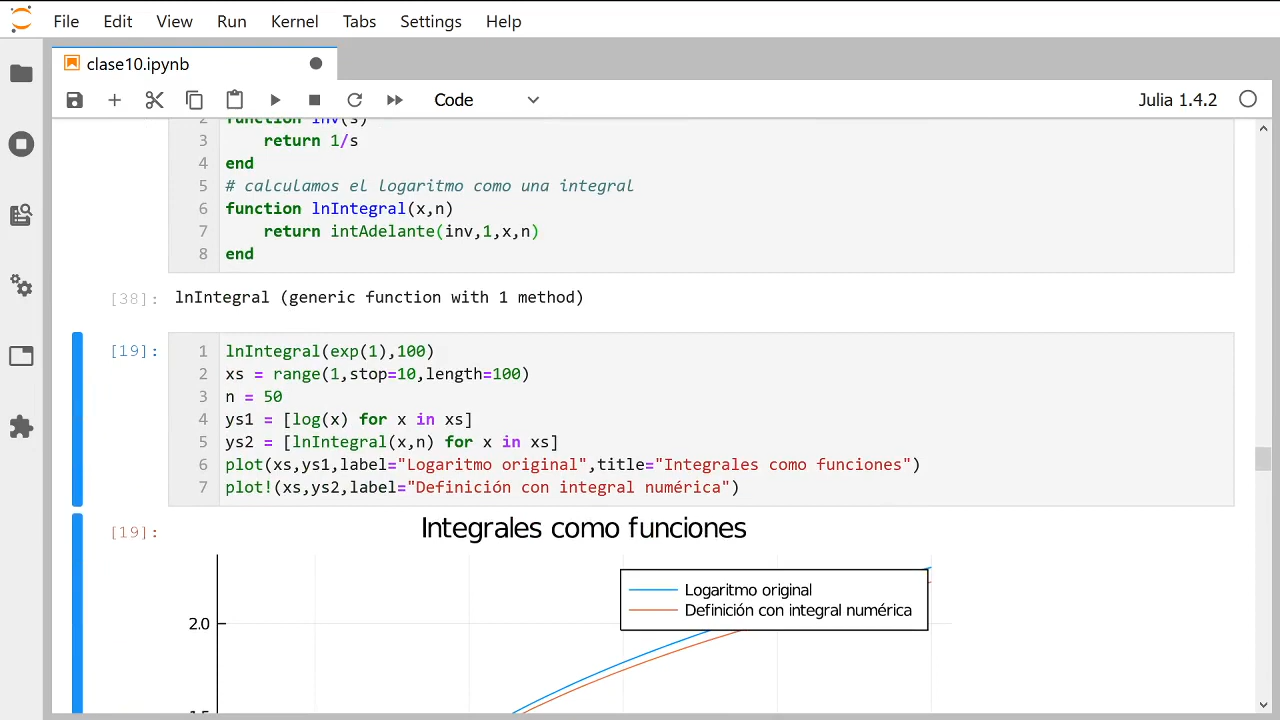 File Edit View Run Kernel Tabs Settings Help
clase10.ipynb
Code
Julia 1.4.2
2 function inv(s)
3 return 1/s
4 end
5 # calculamos el logaritmo como una integral
6 function lnIntegral(x,n)
7 return intAdelante(inv,1,x,n)
8 end
[38]: lnIntegral (generic function with 1 method)
[19]: 1 lnIntegral(exp(1),100)
2 xs = range(1,stop=10,length=100)
3 n = 50
4 ys1 = [log(x) for x in xs]
5 ys2 = [lnIntegral(x,n) for x in xs]
6 plot(xs,ys1,label="Logaritmo original",title="Integrales como funciones")
7 plot!(xs,ys2,label="Definición con integral numérica")
[19]: Integrales como funciones
Logaritmo original
Definición con integral numérica
2.0